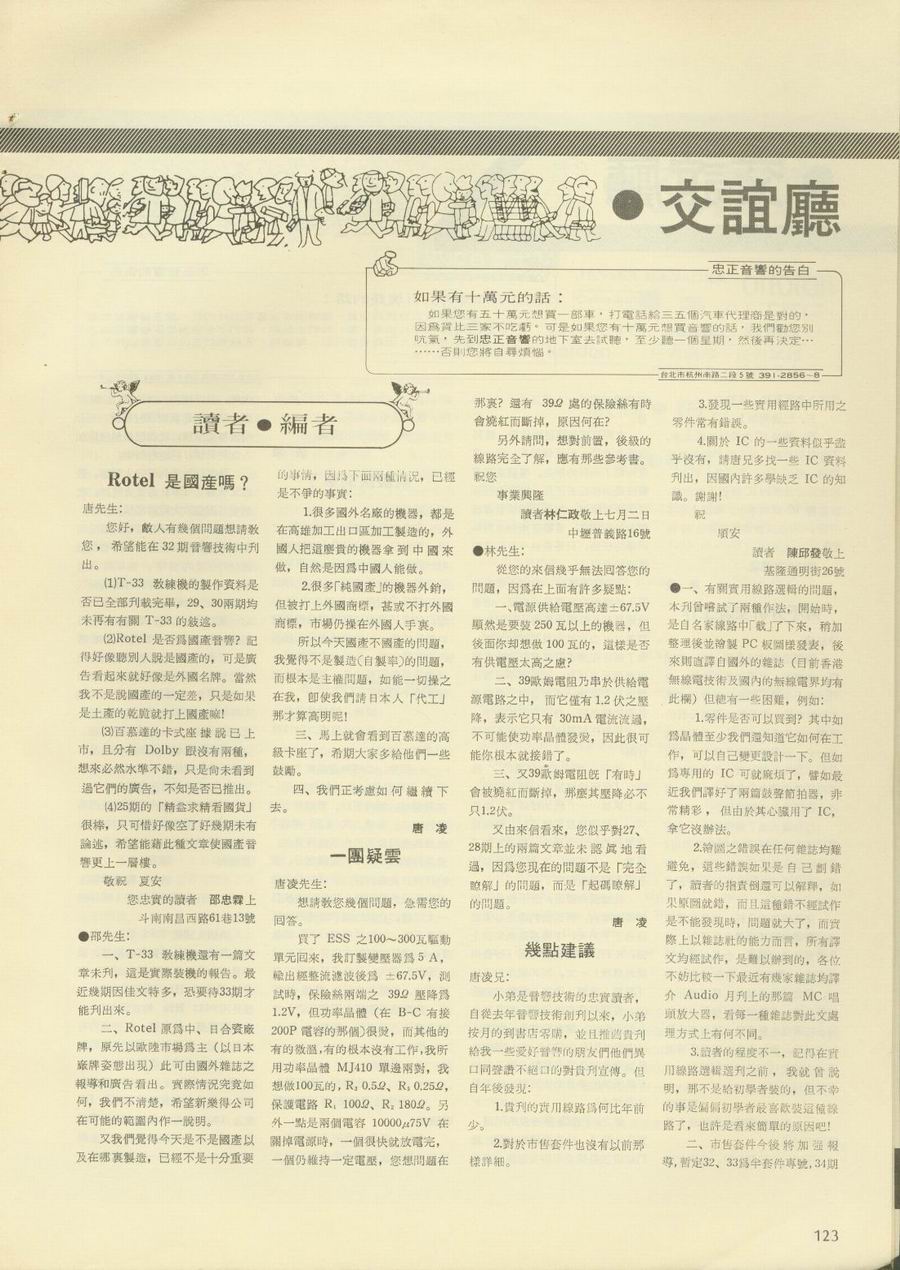 ●交誼廳
忠正音響的告白
如果有十萬元的話：
如果您有五十萬元想買一部車，打電話給三五個汽車代理商是對的，
因爲貨比三家不吃虧。可是如果您有十萬元想買音響的話，我們勸您別
吭氣，先到忠正音響的地下室去試聽，至少聽一個星期，然後再決定…
……否則您將自尋煩惱。
台北市杭州南路二段5號 391-2856～8
讀者●編者
Rotel 是國產嗎？
唐先生：
您好，敝人有幾個問題想請教
您，希望能在32期音響技術中刋
出。
(1)T-33 教練機的製作資料是
否已全部刋載完畢，29、30兩期均
未再有有關 T-33 的敍述。
(2)Rotel 是否爲國產音響？記
得好像聽別人說是國產的，可是廣
告看起來就好像是外國名牌。當然
我不是說國產的一定差，只是如果
是土產的乾脆就打上國產嘛！
(3)百慕達的卡式座據說已上
市，且分有 Dolby 跟沒有兩種，
想來必然水準不錯，只是尙未看到
過它們的廣告，不知是否已推出。
(4)25期的「精益求精看國貨」
很棒，只可惜好像空了好幾期未有
論述，希望能藉此種文章使國產音
響更上一層樓。
敬祝 夏安
您忠實的讀者 邵忠霖上
斗南南昌西路61巷13號
●邵先生：
一、T-33 教練機還有一篇文
章未刋，這是實際裝機的報告。最
近幾期因佳文特多，恐要待33期才
能刋出來。
二、Rotel 原爲中、日合資廠
牌，原先以歐陸市場爲主（以日本
廠牌姿態出現）此可由國外雜誌之
報導和廣告看出。實際情況究竟如
何，我們不清楚，希望新樂得公司
在可能的範圍內作一說明。
又我們覺得今天是不是國產以
及在哪裏製造，已經不是十分重要
的事情，因爲下面兩種情況，已經
是不爭的事實：
1.很多國外名廠的機器，都是
在高雄加工出口區加工製造的，外
國人把這麼貴的機器拿到中國來
做，自然是因爲中國人能做。
2.很多「純國產」的機器外銷，
但被打上外國商標，甚或不打外國
商標，市場仍操在外國人手裏。
所以今天國產不國產的問題，
我覺得不是製造（自製率）的問題，
而根本是主權問題，如能一切操之
在我，卽使我們請日本人「代工」
那才算高明呢！
三、馬上就會看到百慕達的高
級卡座了，希期大家多給他們一些
鼓勵。
四、我們正考慮如何繼續下
去。
唐 凌
一團疑雲
唐凌先生：
想請敎您幾個問題，急需您的
回答。
買了 ESS 之100～300瓦驅動
單元回來，我訂製變壓器爲 5 A，
輸出經整流濾波後爲 ±67.5V，測
試時，保險絲兩端之 39Ω 壓降爲
1.2V，但功率晶體（在 B-C 有接
200P 電容的那個）很燙，而其他的
有的微溫，有的根本沒有工作，我所
用功率晶體 MJ410 單邊兩對，我
想做100瓦的，R₂ 0.5Ω、R₃ 0.25Ω，
保護電路 R₁ 100Ω、R₂ 180Ω。另
外一點是兩個電容 10000μ75V 在
關掉電源時，一個很快就放電完，
一個仍維持一定電壓，您想問題在
那裏？還有 39Ω 處的保險絲有時
會燒紅而斷掉，原因何在？
另外請問，想對前置，後級的
線路完全了解，應有那些參考書。
祝您
事業興隆
讀者林仁政敬上七月二日
中壢普義路16號
●林先生：
從您的來信幾乎無法回答您的
問題，因爲在上面有許多疑點：
一、電源供給電壓高達±67.5V
顯然是要裝 250 瓦以上的機器，但
後面你却想做 100 瓦的，這樣是否
有供電壓太高之慮？
二、39歐姆電阻乃串於供給電
源電路之中，而它僅有 1.2 伏之壓
降，表示它只有 30mA 電流流過，
不可能使功率晶體發燙，因此很可
能你根本就接錯了。
三、又39歐姆電阻旣「有時」
會被燒紅而斷掉，那麼其壓降必不
只1.2伏。
又由來信看來，您似乎對27、
28期上的兩篇文章並未認眞地看
過，因爲您現在的問題不是「完全
瞭解」的問題，而是「起碼瞭解」
的問題。
唐 凌
幾點建議
唐凌兄：
小弟是音響技術的忠實讀者，
自從去年音響技術創刋以來，小弟
按月的到書店零購，並且推薦貴刋
給我一些愛好音響的朋友們他們異
口同聲讚不絕口的對貴刋宣傳。但
自年後發現：
1.貴刋的實用線路爲何比年前
少。
2.對於市售套件也沒有以前那
樣詳細。
3.發現一些實用經路中所用之
零件常有錯誤。
4.關於 IC 的一些資料似乎盡
乎沒有，請唐兄多找一些 IC 資料
刋出，因國內許多學缺乏 IC 的知
識。謝謝！
祝
順安
讀者 陳邱發敬上
基隆通明街26號
●一、有關實用線路選輯的問題，
本刋曾嚐試了兩種作法，開始時，
是自名家線路中「載」了下來，稍加
整理後並繪製 PC 板圖樣發表，後
來則直譯自國外的雜誌（目前香港
無線電技術及國內的無線電界均有
此欄）但總有一些困難，例如：
1.零件是否可以買到？其中如
爲晶體至少我們還知道它如何在工
作，可以自己變更設計一下。但如
爲專用的 IC 可就麻煩了，譬如最
近我們譯好了兩篇鼓聲節拍器，非
常精彩，但由於其心臟用了 IC，
拿它沒辦法。
2.繪圖之錯誤在任何雜誌均難
避免，這些錯誤如果是自己劃錯
了，讀者的指責倒還可以解釋，如
果原圖就錯，而且這種錯不經試作
是不能發現時，問題就大了，而實
際上以雜誌社的能力而言，所有譯
文均經試作，是難以辦到的，各位
不妨比較一下最近有幾家雜誌均譯
介 Audio 月刋上的那篇 MC 唱
頭放大器，看每一種雜誌對此文處
理方式上有何不同。
3.讀者的程度不一，記得在實
用線路選輯選刋之前，我就曾說
明，那不是給初學者裝的，但不幸
的事是偏偏初學者最喜歡裝這種線
路了，也許是看來簡單的原因吧！
二、市售套件今後將加强報
導，暫定32、33爲半套件專號，34期
123